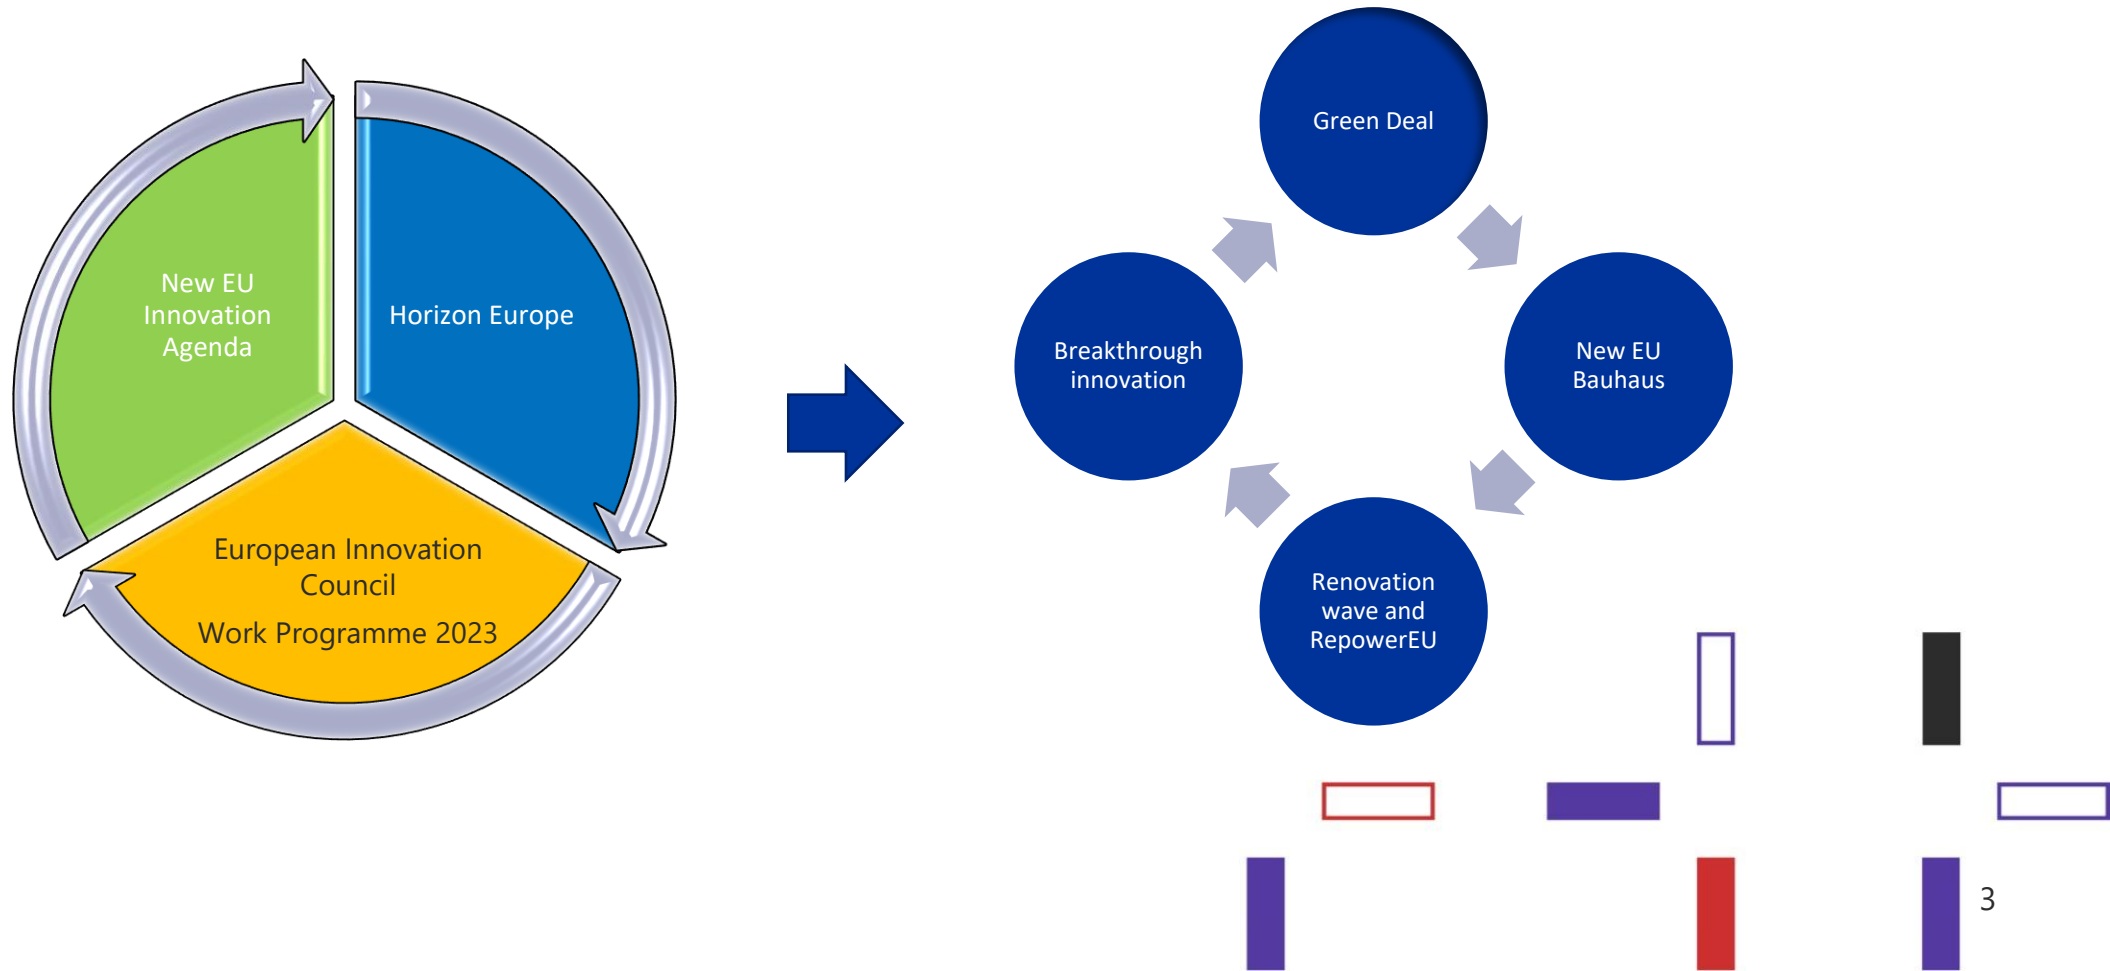 New EU
Innovation
Agenda
Horizon Europe
European Innovation
Council
Work Programme 2023
Green Deal
New EU
Bauhaus
Renovation
wave and
RepowerEU
Breakthrough
innovation
3